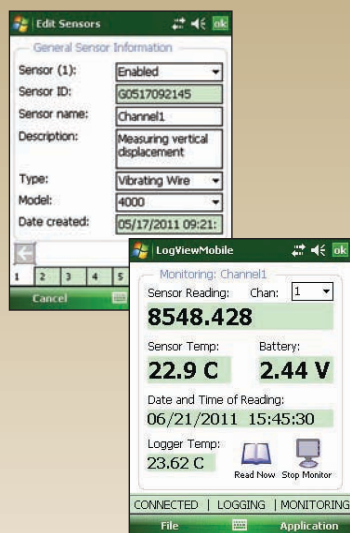 Edit Sensors ok
General Sensor Information
Sensor (1): Enabled
Sensor ID: G0517092145
Sensor name: Channel1
Description: Measuring vertical
displacement
Type: Vibrating Wire
Model: 4000
Date created: 05/17/2011 09:21:
1 2 3 4 5
Cancel
LogViewMobile ok
Monitoring: Channel1
Sensor Reading: Chan: 1
8548.428
Sensor Temp: Battery:
22.9 C 2.44 V
Date and Time of Reading:
06/21/2011 15:45:30
Logger Temp:
23.62 C
Read Now Stop Monitor
CONNECTED | LOGGING | MONITORING
File Application